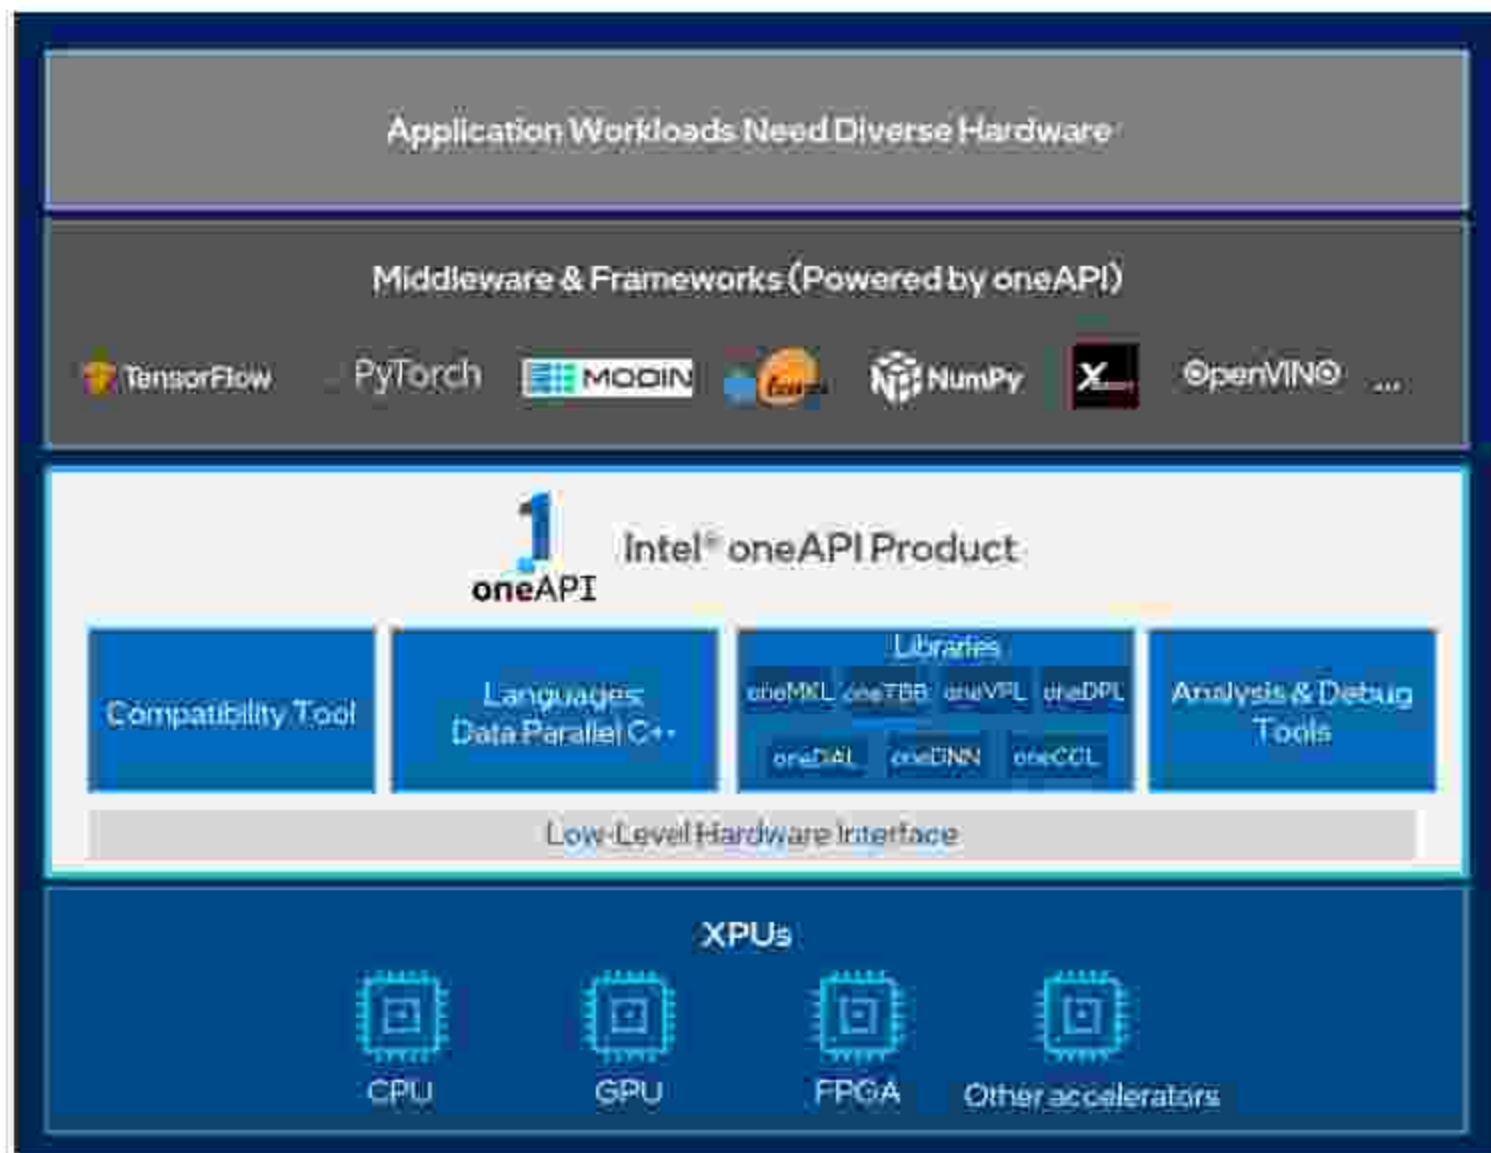 Application Workloads Need Diverse Hardware
Middleware & Frameworks (Powered by oneAPI)
TensorFlow PyTorch MODIN NumPy OpenVINO ...
1
oneAPI
Intel® oneAPI Product
Compatibility Tool
Languages:
Data Parallel C++
Libraries
oneMKL oneTBB oneVPL oneDPL
oneDAL oneDNN oneCCL
Analysis & Debug
Tools
Low-Level Hardware Interface
XPUs
CPU GPU FPGA Other accelerators